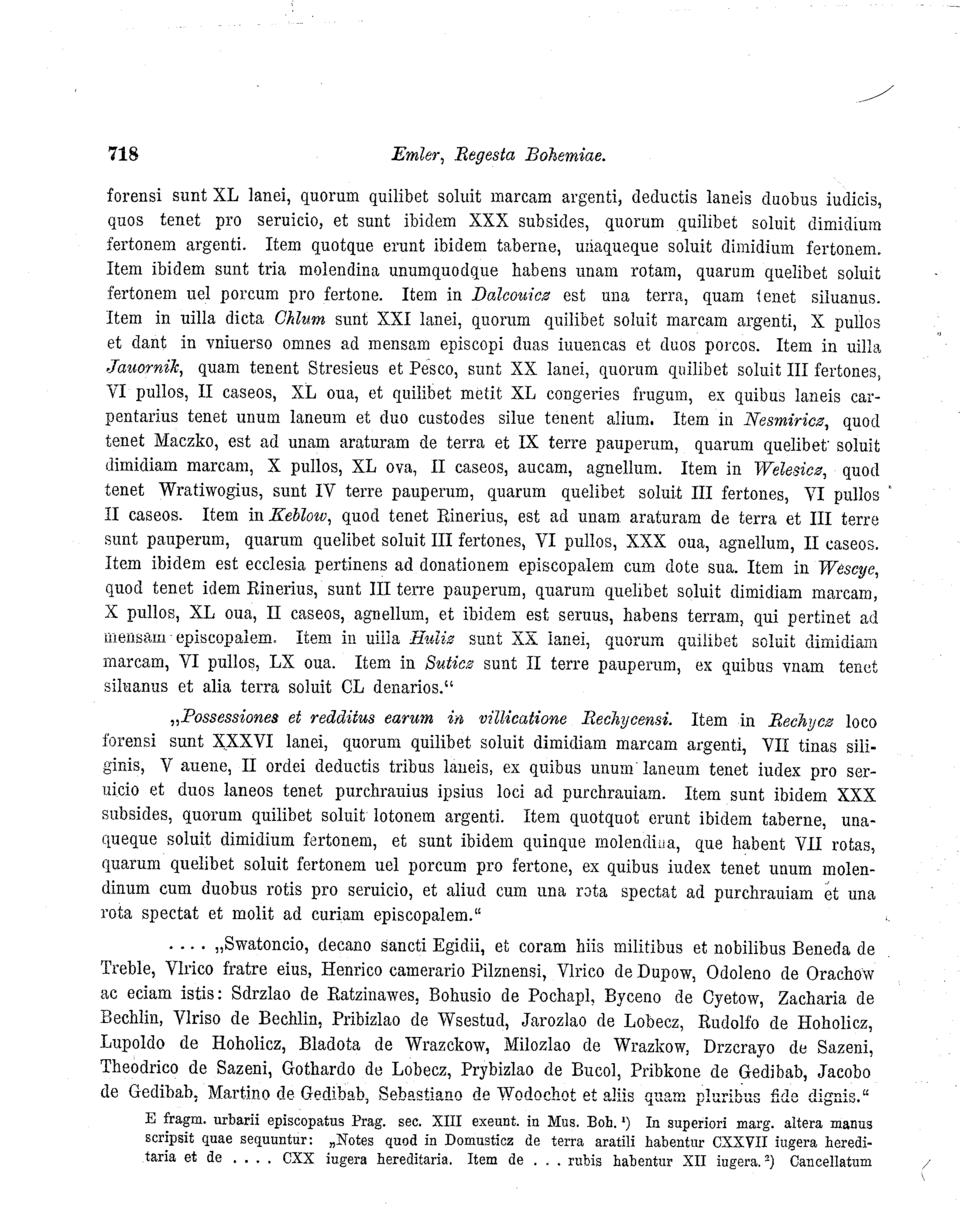 718 Emler, Regesta Bohemiae.
forensi sunt XL lanei, quorum quilibet soluit marcam argenti, deductis laneis duobus iudicis,
quos tenet pro seruicio, et sunt ibidem XXX subsides, quorum quilibet soluit dimidium
fertonem argenti. Item quotque erunt ibidem taberne, unaqueque soluit dimidium fertonem.
Item ibidem sunt tria molendina unumquodque habens unam rotam, quarum quelibet soluit
fertonem uel porcum pro fertone. Item in Dalcouicz est una terra, quam tenet siluanus.
Item in uilla dicta Chlum sunt XXI lanei, quorum quilibet soluit marcam argenti, X pullos
et dant in vniuerso omnes ad mensam episcopi duas iuuencas et duos porcos. Item in uilla
Jauornik, quam tenent Stresieus et Pesco, sunt XX lanei, quorum quilibet soluit III fertones,
VI pullos, II caseos, XL oua, et quilibet metit XL congeries frugum, ex quibus laneis car-
pentarius tenet unum laneum et duo custodes silue tenent alium. Item in Nesmiricz, quod
tenet Maczko, est ad unam araturam de terra et IX terre pauperum, quarum quelibet soluit
dimidiam marcam, X pullos, XL ova, II caseos, aucam, agnellum. Item in Welesicz, quod
tenet Wratiwogius, sunt IV terre pauperum, quarum quelibet soluit III fertones, VI pullos
II caseos. Item in Keblow, quod tenet Rinerius, est ad unam araturam de terra et III terre
sunt pauperum, quarum quelibet soluit III fertones, VI pullos, XXX oua, agnellum, II caseos.
Item ibidem est ecclesia pertinens ad donationem episcopalem cum dote sua. Item in Wescye,
quod tenet idem Rinerius, sunt III terre pauperum, quarum quelibet soluit dimidiam marcam,
X pullos, XL oua, II caseos, agnellum, et ibidem est seruus, habens terram, qui pertinet ad
mensam episcopalem. Item in uilla Huliz sunt XX lanei, quorum quilibet soluit dimidiam
marcam, VI pullos, LX oua. Item in Suticz sunt II terre pauperum, ex quibus vnam tenet
siluanus et alia terra soluit CL denarios.“
„Possessiones et redditus earum in villicatione Rechycensi. Item in Rechycz loco
forensi sunt XXXVI lanei, quorum quilibet soluit dimidiam marcam argenti, VII tinas sili-
ginis, V auene, II ordei deductis tribus laneis, ex quibus unum laneum tenet iudex pro ser-
uicio et duos laneos tenet purchrauius ipsius loci ad purchrauiam. Item sunt ibidem XXX
subsides, quorum quilibet soluit lotonem argenti. Item quotquot erunt ibidem taberne, una-
queque soluit dimidium fertonem, et sunt ibidem quinque molendina, que habent VII rotas,
quarum quelibet soluit fertonem uel porcum pro fertone, ex quibus iudex tenet unum molen-
dinum cum duobus rotis pro seruicio, et aliud cum una rota spectat ad purchrauiam et una
rota spectat et molit ad curiam episcopalem.“
.... „Swatoncio, decano sancti Egidii, et coram hiis militibus et nobilibus Beneda de
Treble, Vlrico fratre eius, Henrico camerario Pilznensi, Vlrico de Dupow, Odoleno de Orachow
ac eciam istis: Sdrzlao de Ratzinawes, Bohusio de Pochapl, Byceno de Cyetow, Zacharia de
Bechlin, Vlriso de Bechlin, Pribizlao de Wsestud, Jarozlao de Lobecz, Rudolfo de Hoholicz,
Lupoldo de Hoholicz, Bladota de Wrazckow, Milozlao de Wrazkow, Drzcrayo de Sazeni,
Theodrico de Sazeni, Gothardo de Lobecz, Prybizlao de Bucol, Pribkone de Gedibab, Jacobo
de Gedibab, Martino de Gedibab, Sebastiano de Wodochot et aliis quam pluribus fide dignis.“
E fragm. urbarii episcopatus Prag. sec. XIII exeunt. in Mus. Boh. ¹) In superiori marg. altera manus
scripsit quae sequuntur: „Notes quod in Domusticz de terra aratili habentur CXXVII iugera heredi-
taria et de .... CXX iugera hereditaria. Item de ... rubis habentur XII iugera. ²) Cancellatum